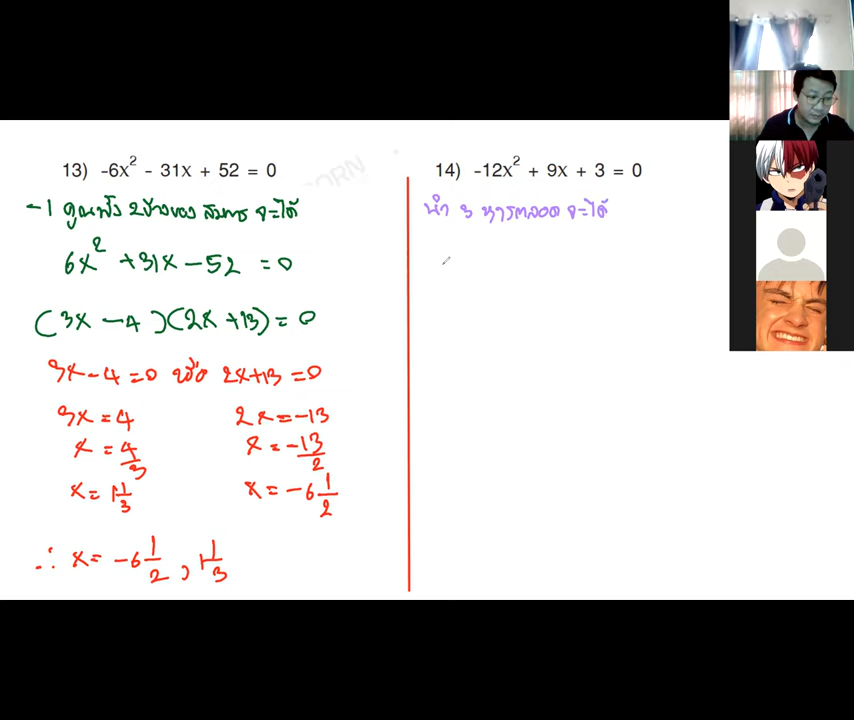 13) -6x² - 31x + 52 = 0
-1 คูณทั้ง 2 ข้างของ สมการ จะได้
6x² + 31x - 52 = 0
(3x - 4)(2x + 13) = 0
3x - 4 = 0 หรือ 2x + 13 = 0
3x = 4 2x = -13
x = 4/3 x = -13/2
x = 1 1/3 x = -6 1/2
∴ x = -6 1/2 , 1 1/3
14) -12x² + 9x + 3 = 0
นำ 3 หารตลอด จะได้